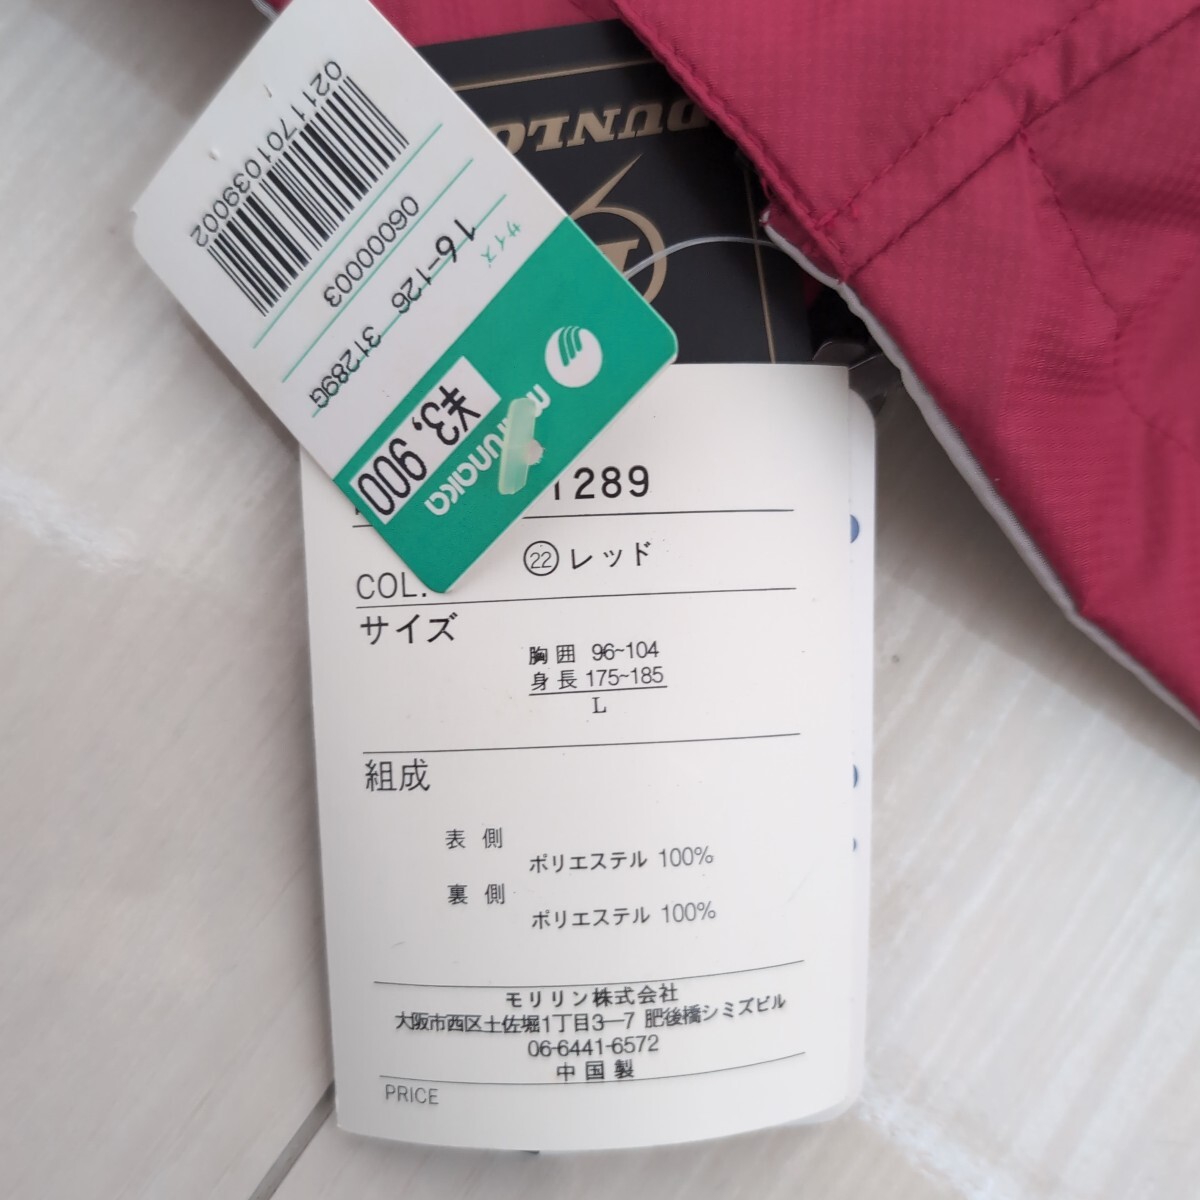 DUNLO
0211701039002
06000003
サイズ
16-126 31289G
¥3,900
1289
COL.
㉒レッド
サイズ
胸囲 96~104
身長 175~185
L
組成
表側
ポリエステル 100%
裏側
ポリエステル 100%
モリリン株式会社
大阪市西区土佐堀1丁目3―7 肥後橋シミズビル
06-6441-6572
中国製
PRICE